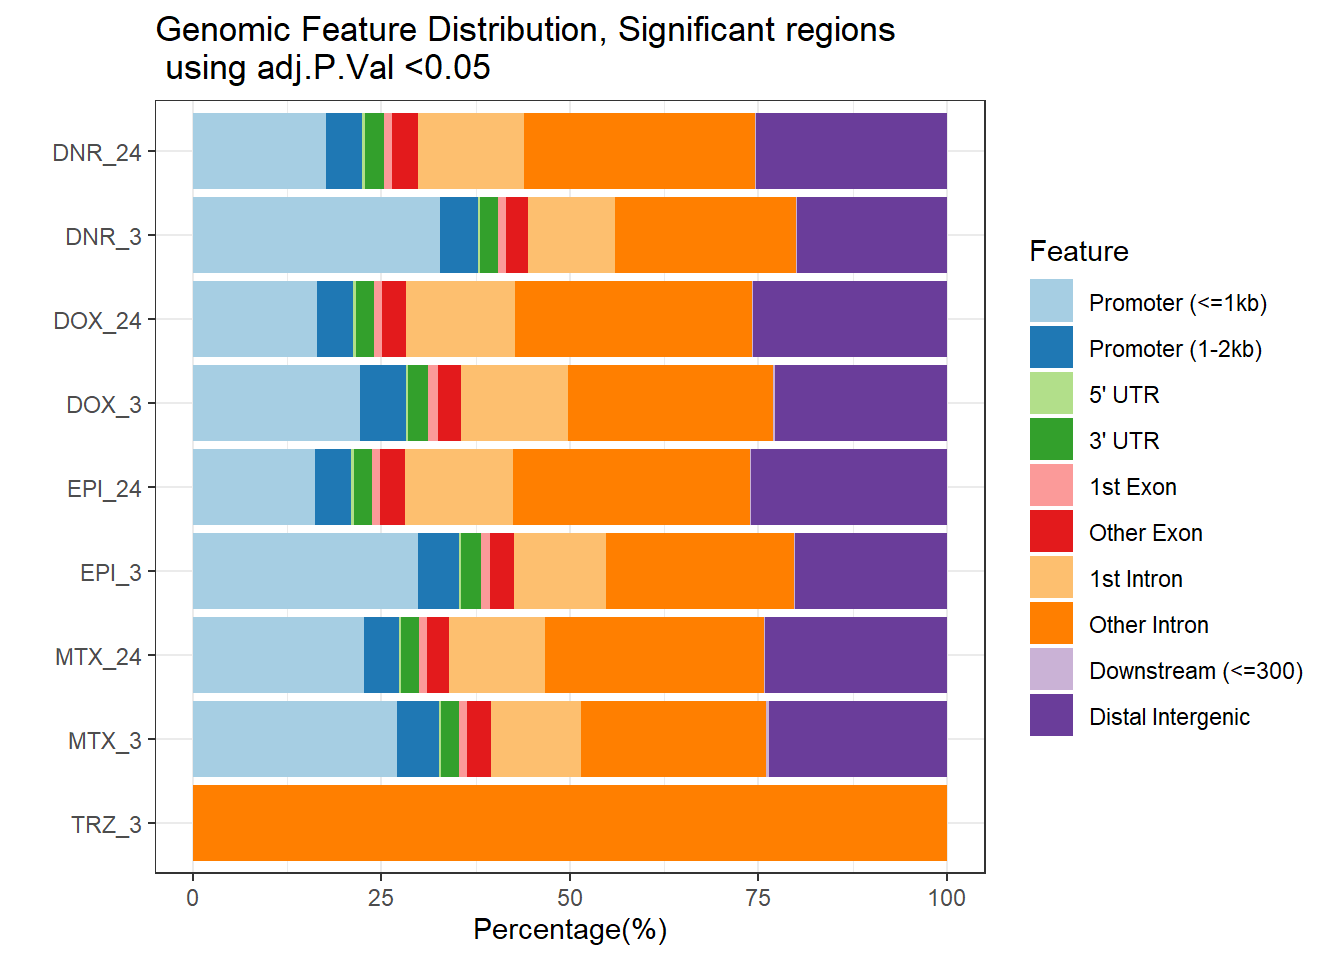 Genomic Feature Distribution, Significant regions
using adj.P.Val <0.05
DNR_24
DNR_3
DOX_24
DOX_3
EPI_24
EPI_3
MTX_24
MTX_3
TRZ_3
0 25 50 75 100
Percentage(%)
Feature
Promoter (<=1kb)
Promoter (1-2kb)
5' UTR
3' UTR
1st Exon
Other Exon
1st Intron
Other Intron
Downstream (<=300)
Distal Intergenic